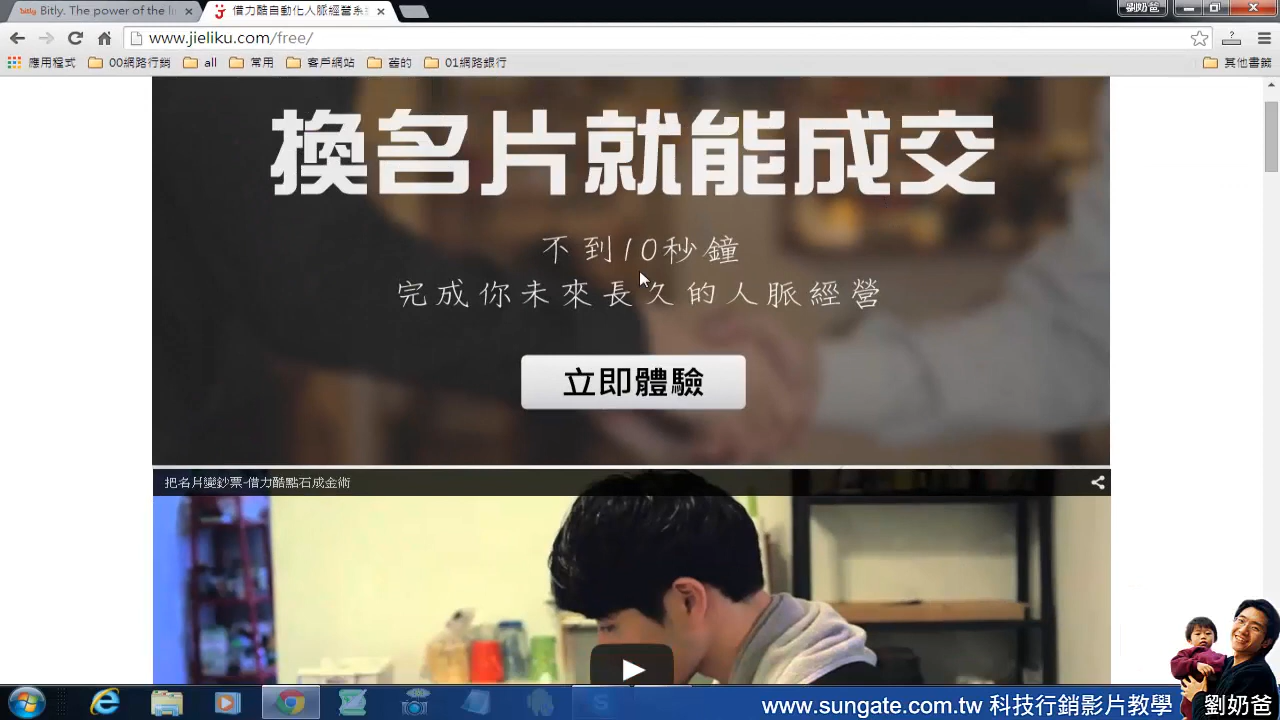 bitly Bitly. The power of the li
借力酷自動化人脈經營系統
劉奶爸
www.jieliku.com/free/
應用程式 00網路行銷 all 常用 客戶網站 舊的 01網路銀行 其他書籤
換名片就能成交
不到10秒鐘
完成你未來長久的人脈經營
立即體驗
把名片變鈔票-借力酷點石成金術
www.sungate.com.tw 科技行銷影片教學 劉奶爸